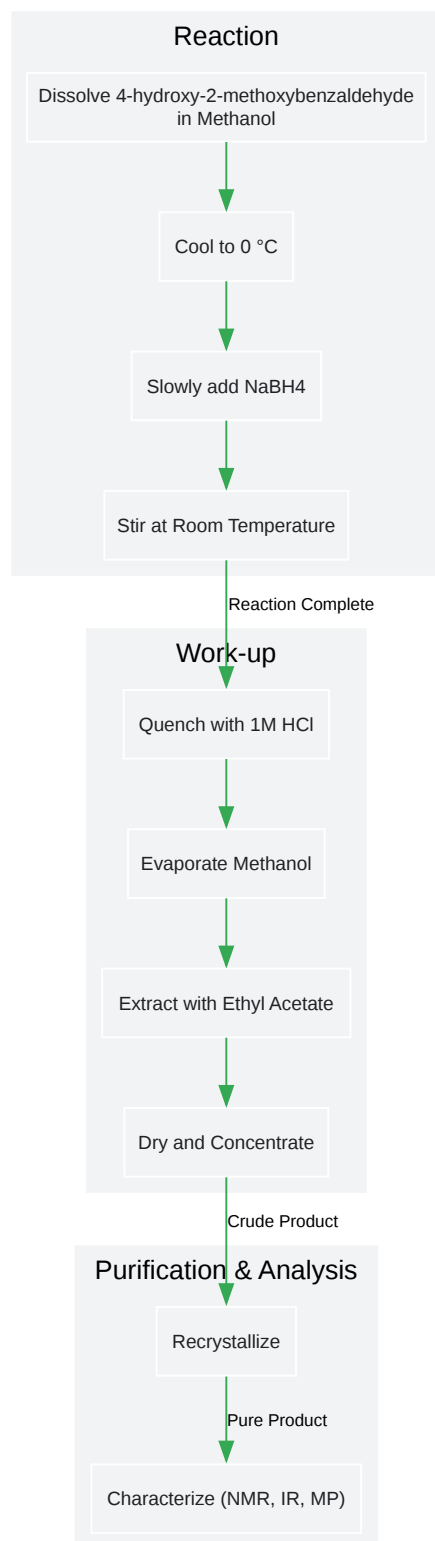 Reaction
Dissolve 4-hydroxy-2-methoxybenzaldehyde
in Methanol
Cool to 0 °C
Slowly add NaBH4
Stir at Room Temperature
Reaction Complete
Work-up
Quench with 1M HCl
Evaporate Methanol
Extract with Ethyl Acetate
Dry and Concentrate
Crude Product
Purification & Analysis
Recrystallize
Pure Product
Characterize (NMR, IR, MP)